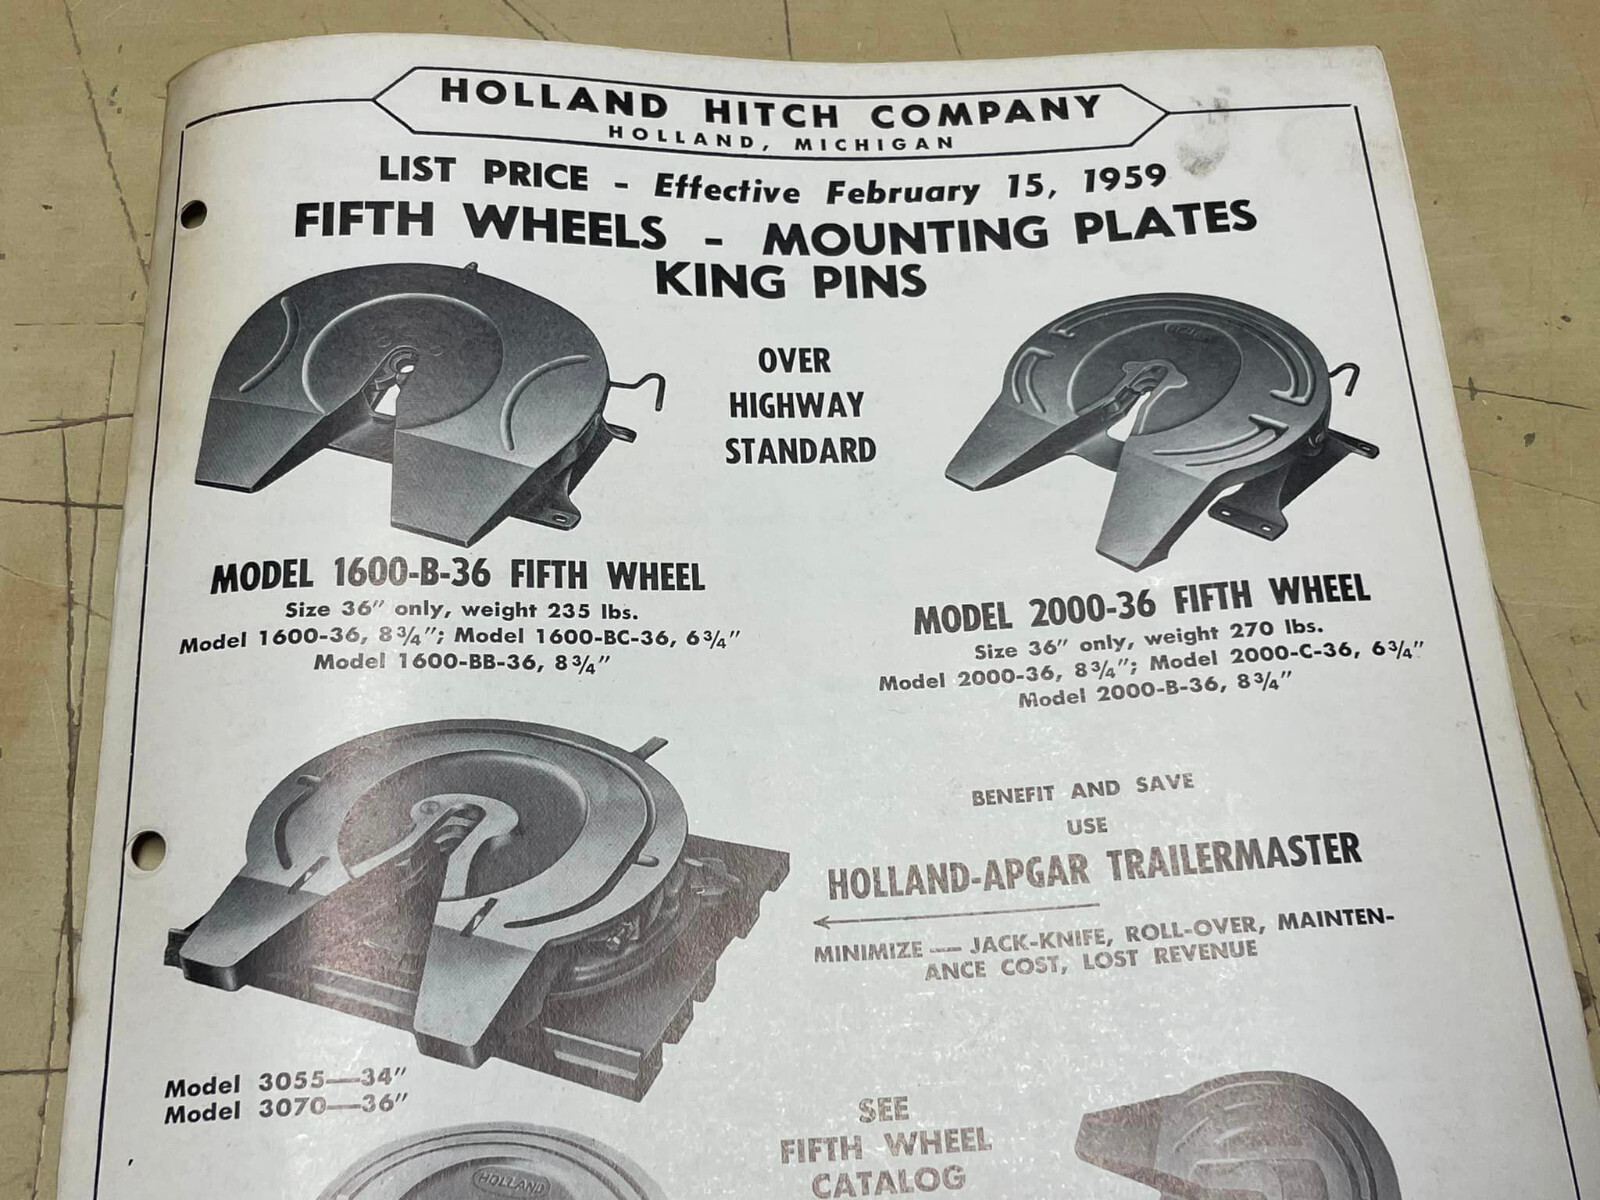 HOLLAND HITCH COMPANY
HOLLAND, MICHIGAN
LIST PRICE - Effective February 15, 1959
FIFTH WHEELS - MOUNTING PLATES
KING PINS
OVER
HIGHWAY
STANDARD
MODEL 1600-B-36 FIFTH WHEEL
Size 36" only, weight 235 lbs.
Model 1600-36, 8¾"; Model 1600-BC-36, 6¾"
Model 1600-BB-36, 8¾"
MODEL 2000-36 FIFTH WHEEL
Size 36" only, weight 270 lbs.
Model 2000-36, 8¾"; Model 2000-C-36, 6¾"
Model 2000-B-36, 8¾"
BENEFIT AND SAVE
USE
HOLLAND-APGAR TRAILERMASTER
MINIMIZE — JACK-KNIFE, ROLL-OVER, MAINTEN-
ANCE COST, LOST REVENUE
Model 3055—34"
Model 3070—36"
SEE
FIFTH WHEEL
CATALOG
HOLLAND